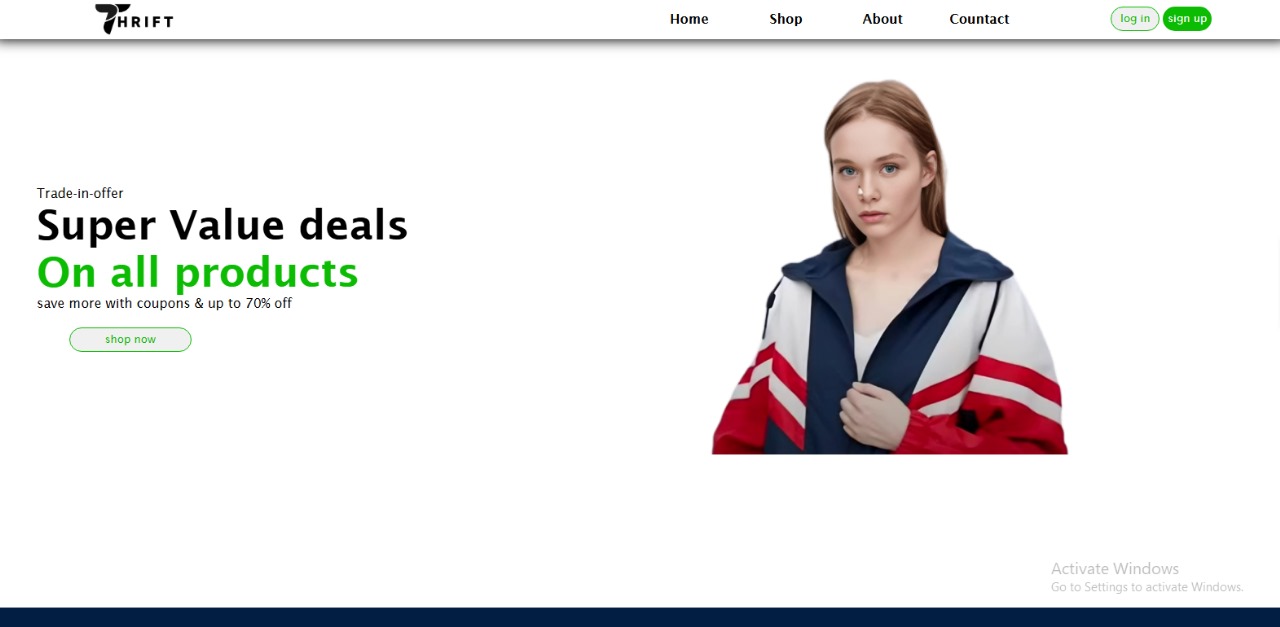 THRIFT
Home Shop About Countact
log in sign up
Trade-in-offer
Super Value deals
On all products
save more with coupons & up to 70% off
shop now
Activate Windows
Go to Settings to activate Windows.